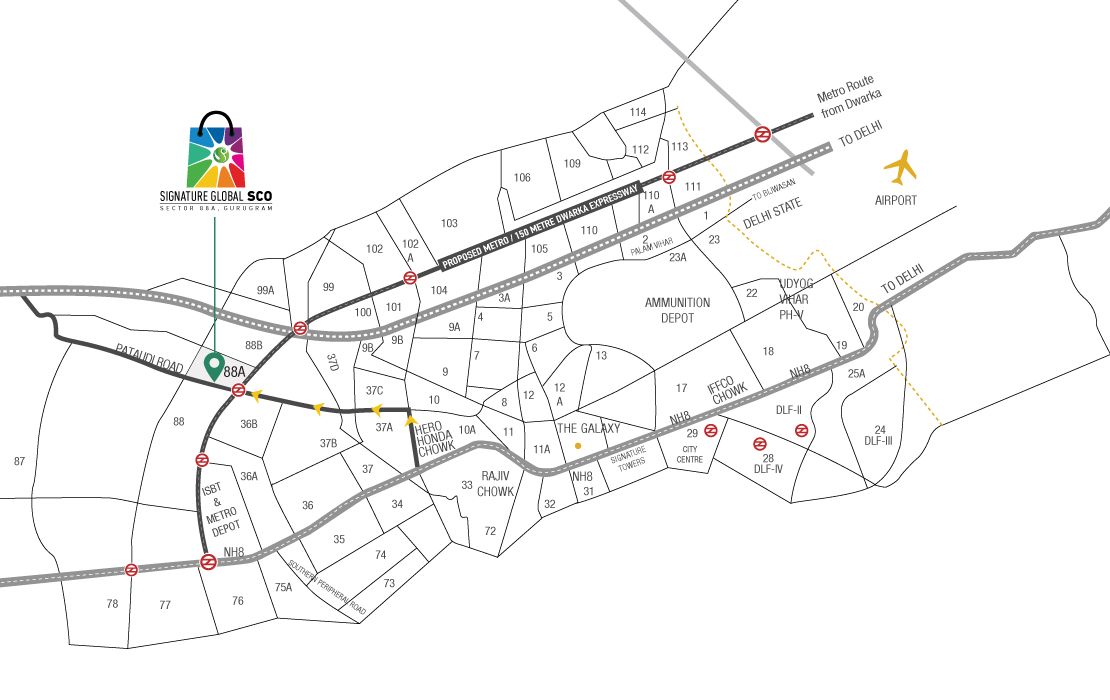 Metro Route
from Dwarka
TO DELHI
114
113
112
109
106
111
110
A
TO BIJWASAN
DELHI STATE
AIRPORT
SIGNATURE GLOBAL SCO
SECTOR 88A, GURUGRAM
PROPOSED METRO / 150 METRE DWARKA EXPRESSWAY
103
102
102
A
110
1
2
PALAM VIHAR
23
23A
105
3
99A
99
104
101
100
3A
4
5
AMMUNITION
DEPOT
22
UDYOG
VIHAR
PH-V
20
TO DELHI
88B
37D
9B
9B
9A
7
6
13
18
19
PATAUDI ROAD
88A
9
37C
10
8
12
12
A
17
IFFCO
CHOWK
NH8
25A
88
36B
37A
HERO
HONDA
CHOWK
10A
11
THE GALAXY
NH8
DLF-II
37B
11A
29
CITY
CENTRE
SIGNATURE
TOWERS
24
DLF-III
28
DLF-IV
87
36A
37
33
RAJIV
CHOWK
NH8
31
ISBT
&
METRO
DEPOT
36
34
32
72
NH8
35
74
73
SOUTHERN PERIPHERAL ROAD
75A
76
77
78